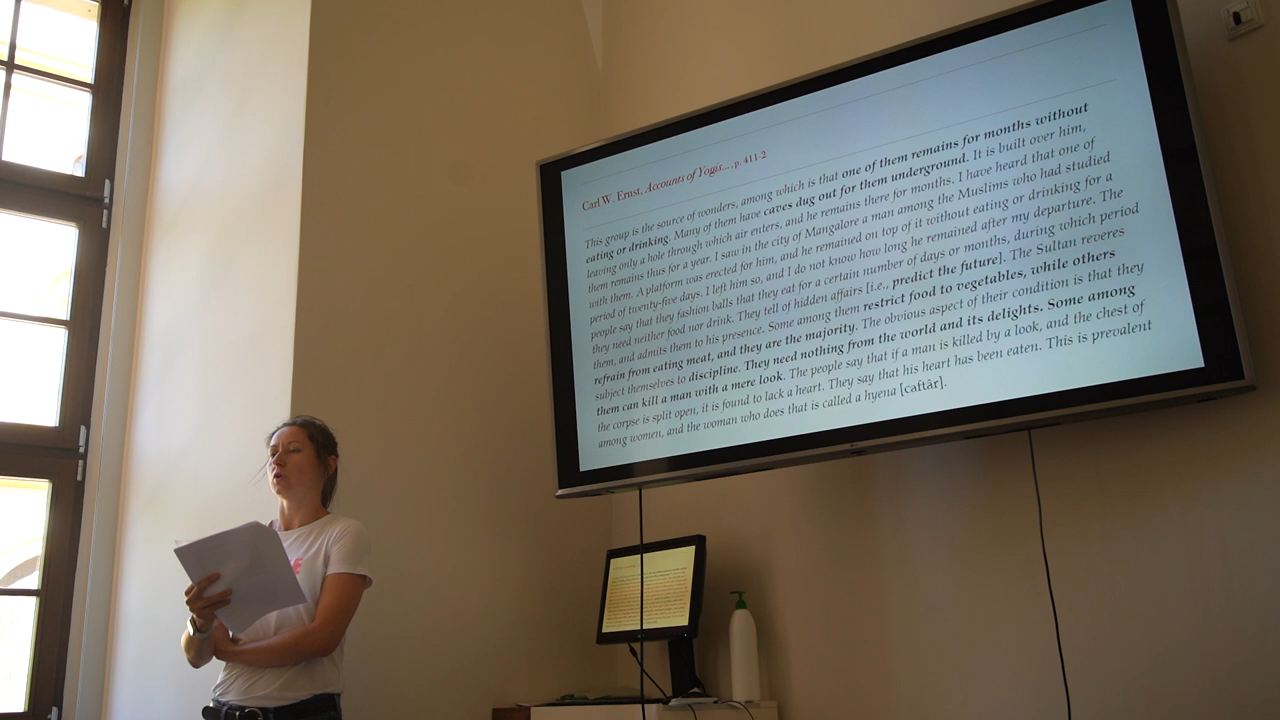 Carl W. Ernst, Accounts of Yogis..., p. 411-2
This group is the source of wonders, among which is that one of them remains for months without
eating or drinking. Many of them have caves dug out for them underground. It is built over him,
leaving only a hole through which air enters, and he remains there for months. I have heard that one of
them remains thus for a year. I saw in the city of Mangalore a man among the Muslims who had studied
with them. A platform was erected for him, and he remained on top of it without eating or drinking for a
period of twenty-five days. I left him so, and I do not know how long he remained after my departure. The
people say that they fashion balls that they eat for a certain number of days or months, during which period
they need neither food nor drink. They tell of hidden affairs [i.e., predict the future]. The Sultan reveres
them, and admits them to his presence. Some among them restrict food to vegetables, while others
refrain from eating meat, and they are the majority. The obvious aspect of their condition is that they
subject themselves to discipline. They need nothing from the world and its delights. Some among
them can kill a man with a mere look. The people say that if a man is killed by a look, and the chest of
the corpse is split open, it is found to lack a heart. They say that his heart has been eaten. This is prevalent
among women, and the woman who does that is called a hyena [caftâr].